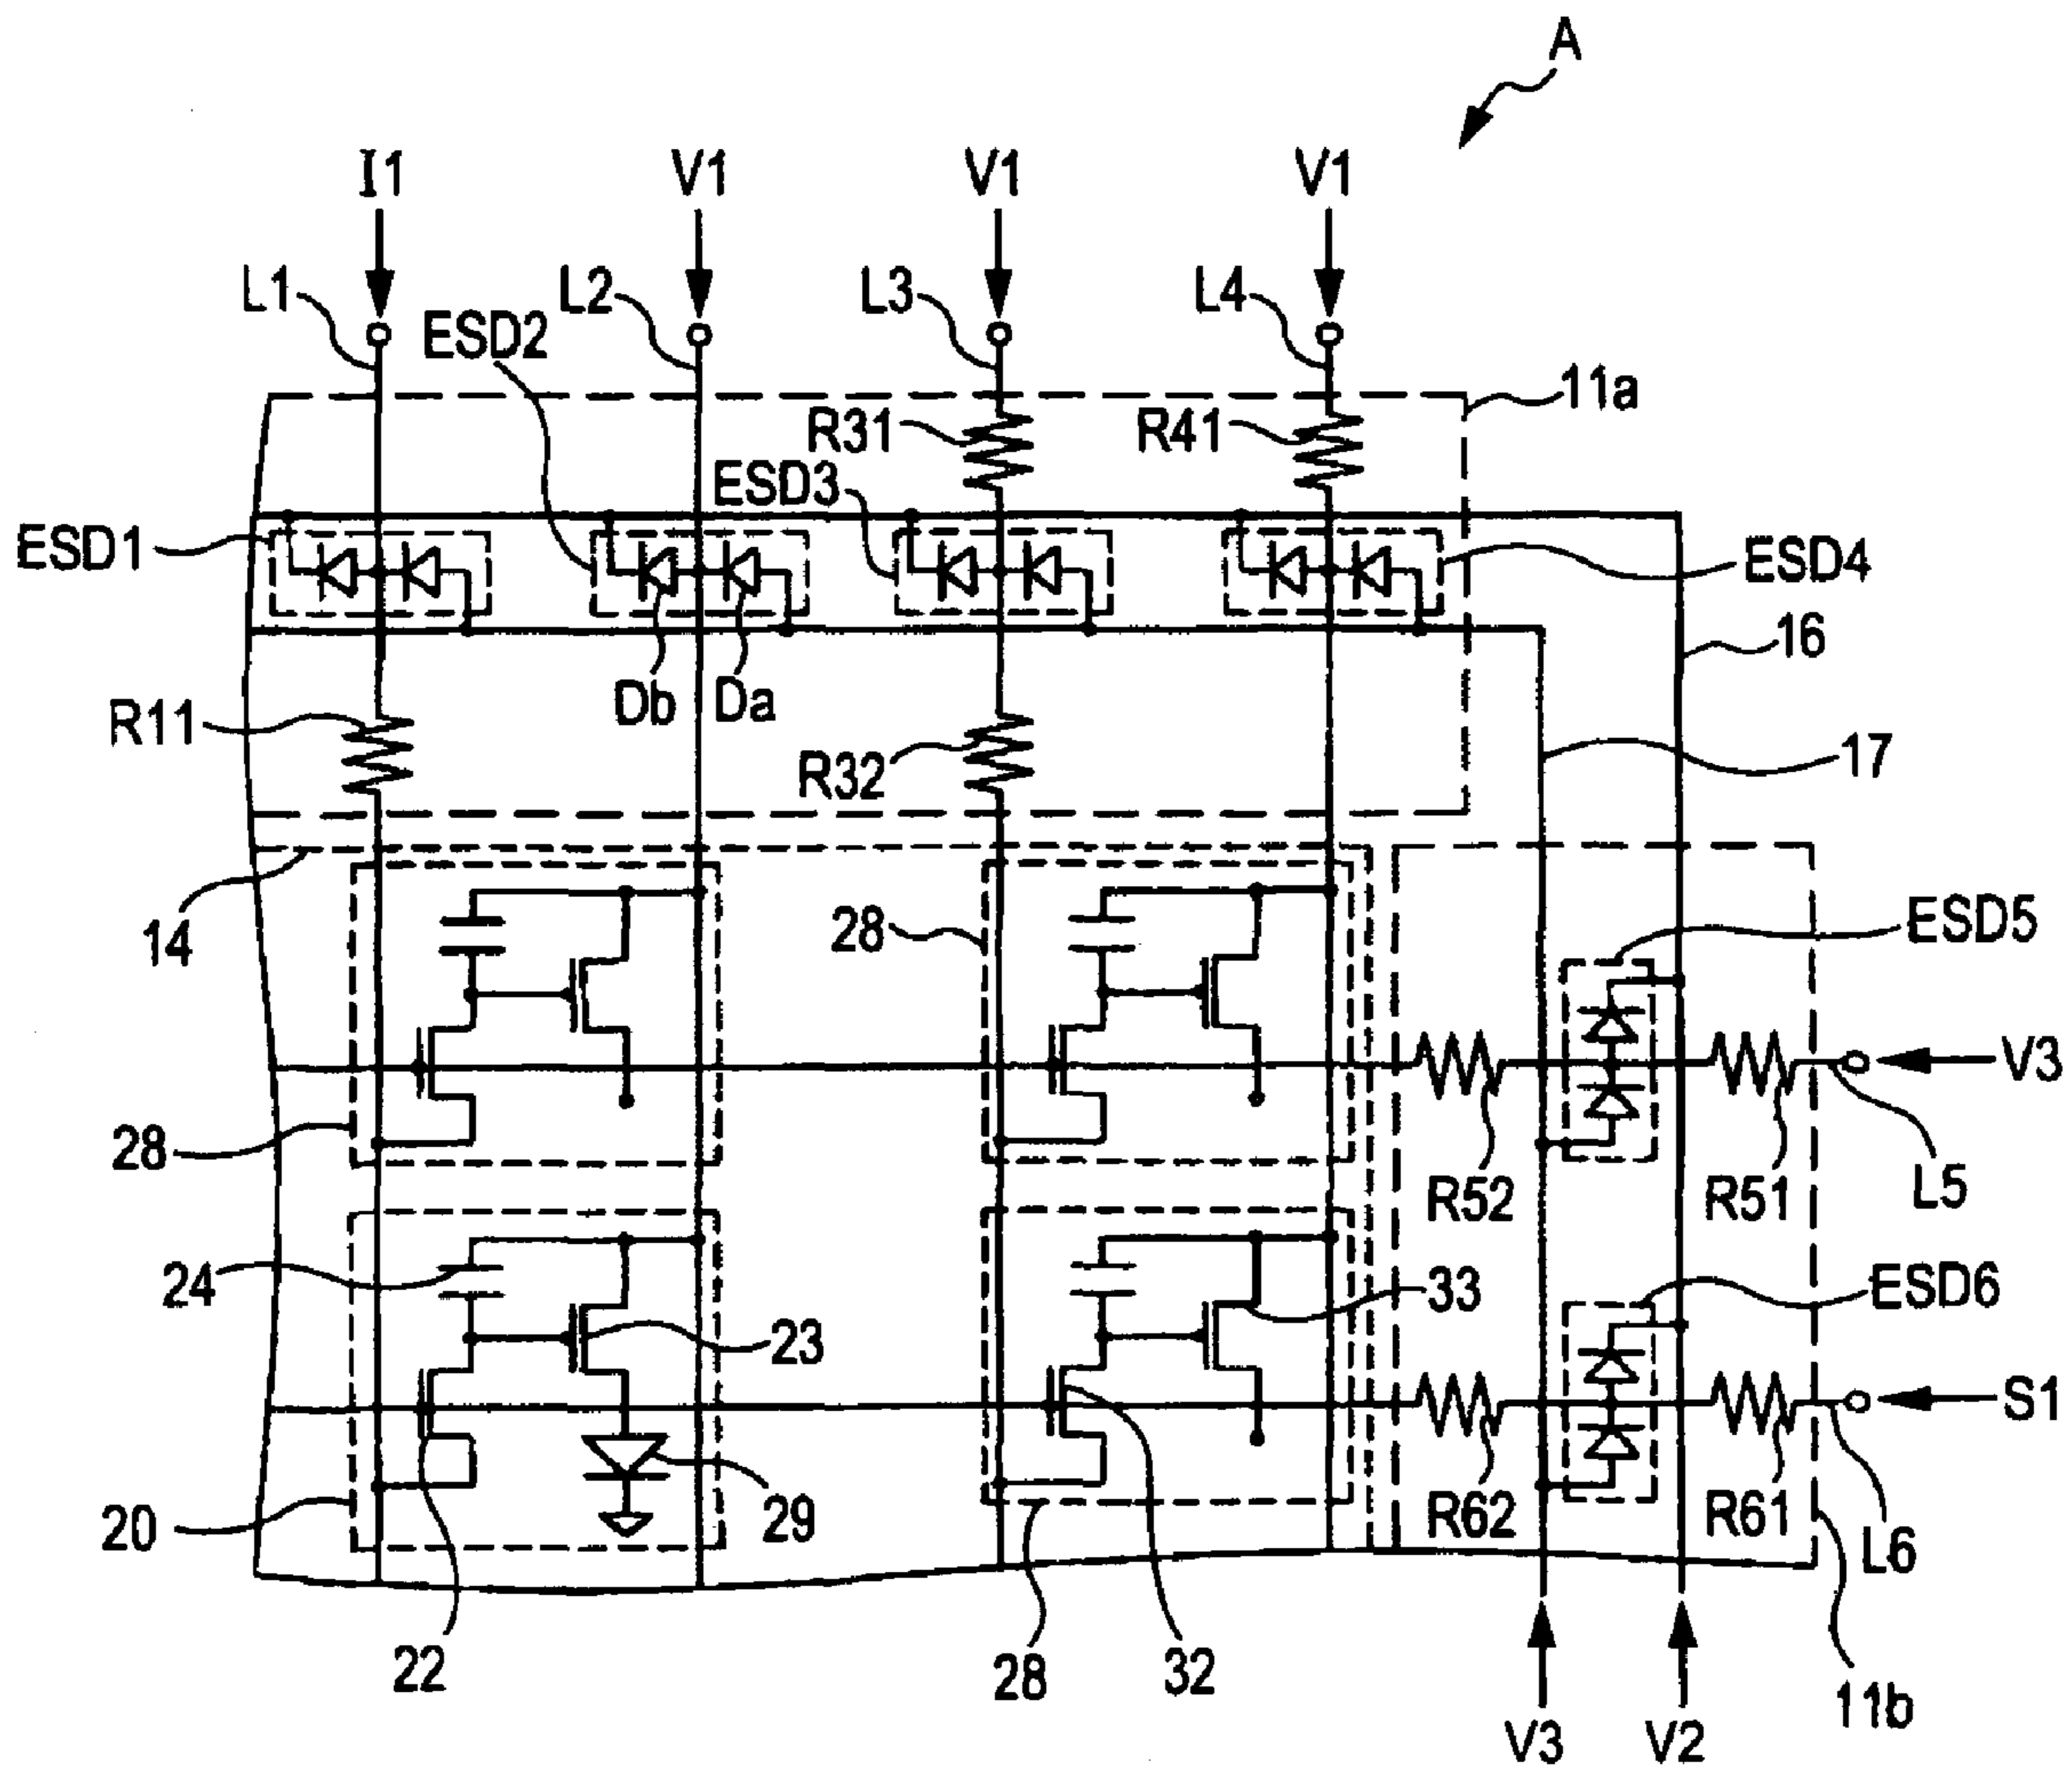 A
I1 V1 V1 V1
L1 L2 L3 L4
ESD2
11a
R31 R41
ESD3
ESD1 ESD4
16
Db Da
R11
17
R32
14 28 ESD5
V3
28
R52 R51 L5
24 33 ESD6
23
S1
20 29 R62 R61
L6
22 28 32
11b
V3 V2